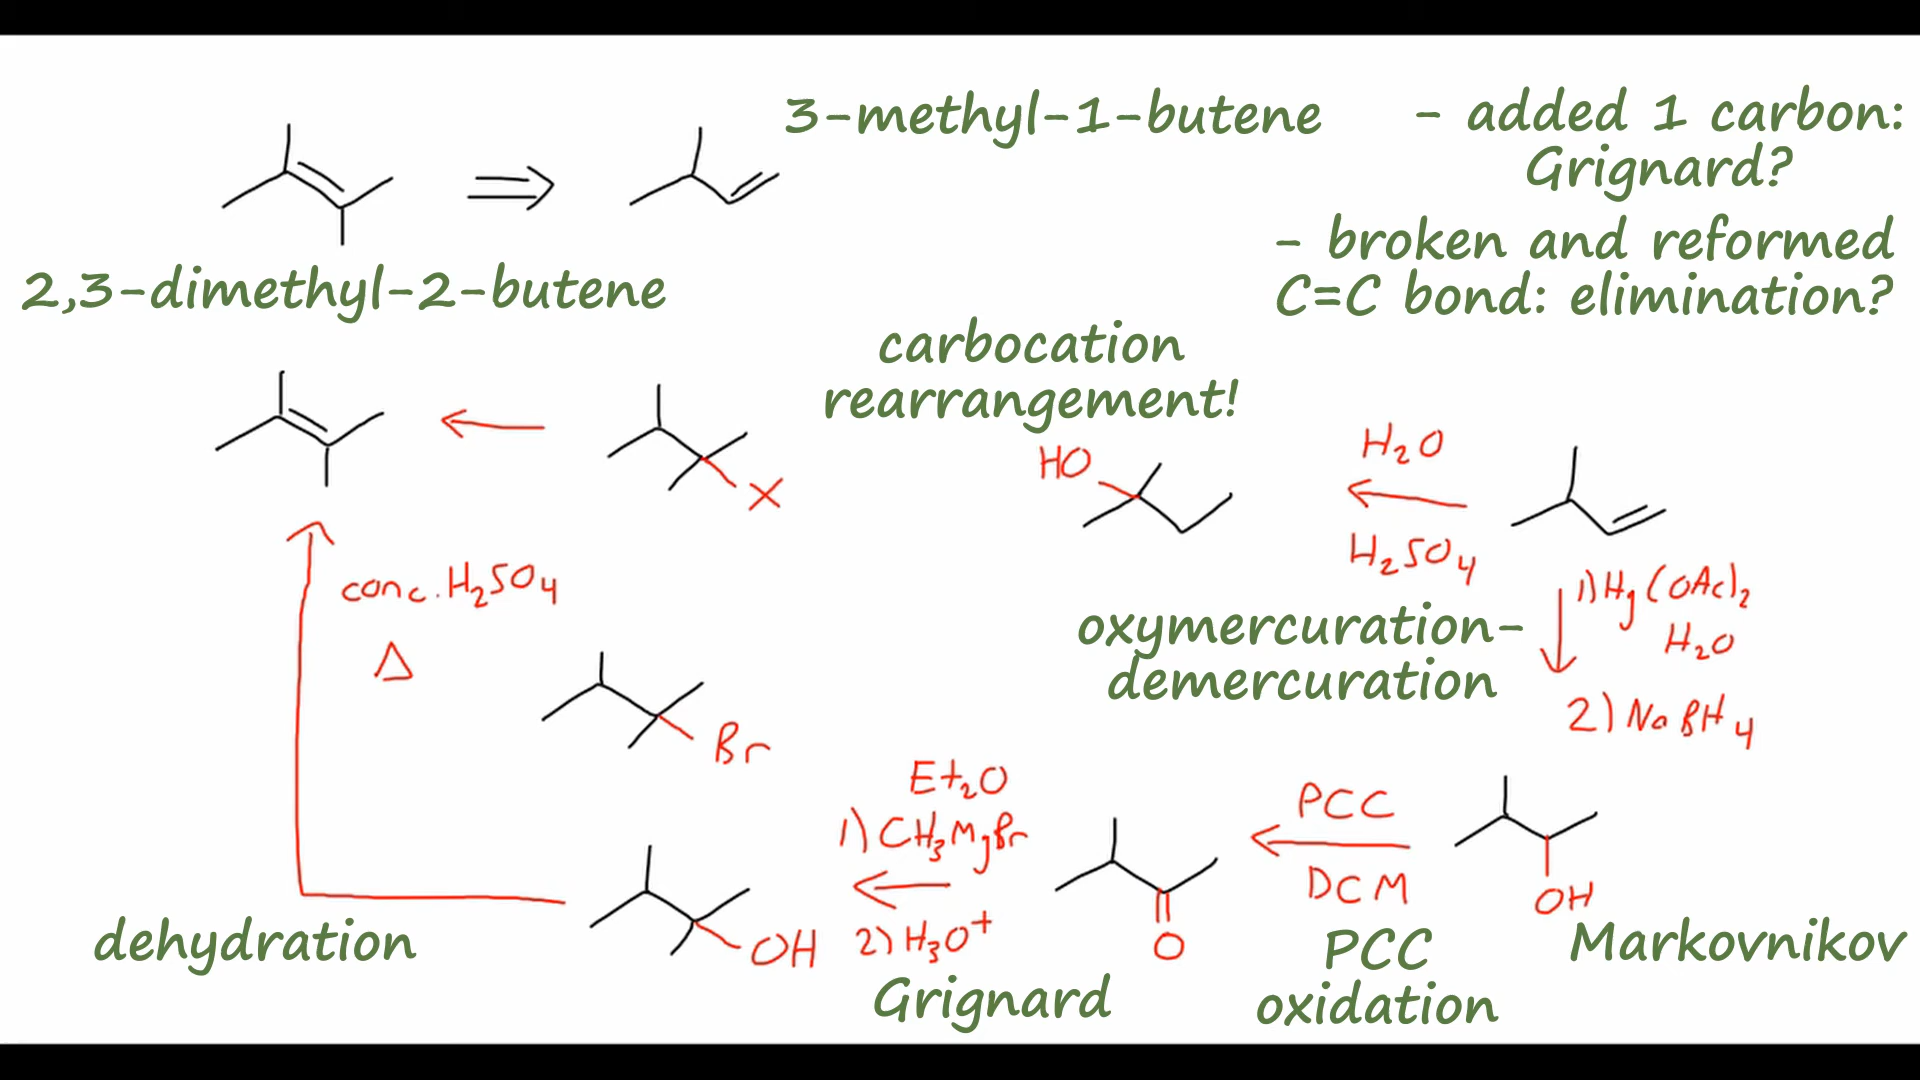 3-methyl-1-butene
- added 1 carbon:
Grignard?
- broken and reformed
C=C bond: elimination?
2,3-dimethyl-2-butene
carbocation
rearrangement!
X
HO
H₂O
H₂SO₄
conc. H₂SO₄
Δ
oxymercuration-
demercuration
1) Hg(OAc)₂
H₂O
2) NaBH₄
Br
Et₂O
1) CH₃MgBr
2) H₃O⁺
OH
O
PCC
DCM
OH
dehydration
Grignard
PCC
oxidation
Markovnikov